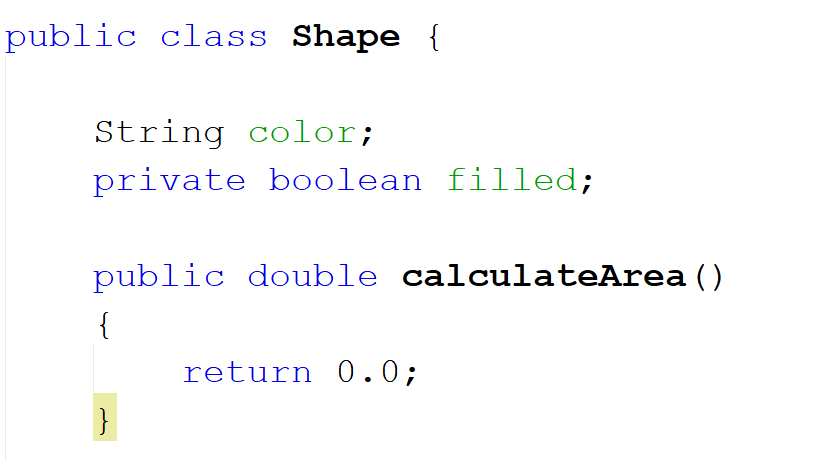 public class Shape {
String color;
private boolean filled;
public double calculateArea()
{
return 0.0;
}